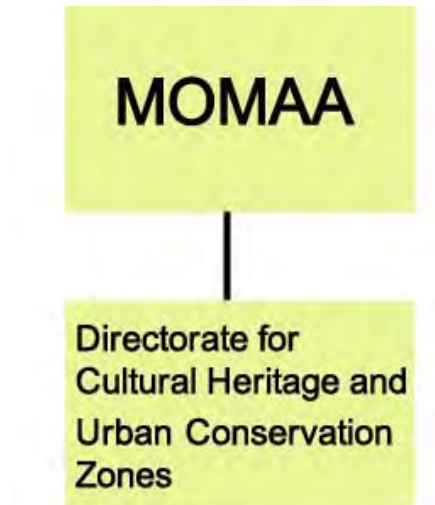 MOMAA
Directorate for
Cultural Heritage and
Urban Conservation
Zones